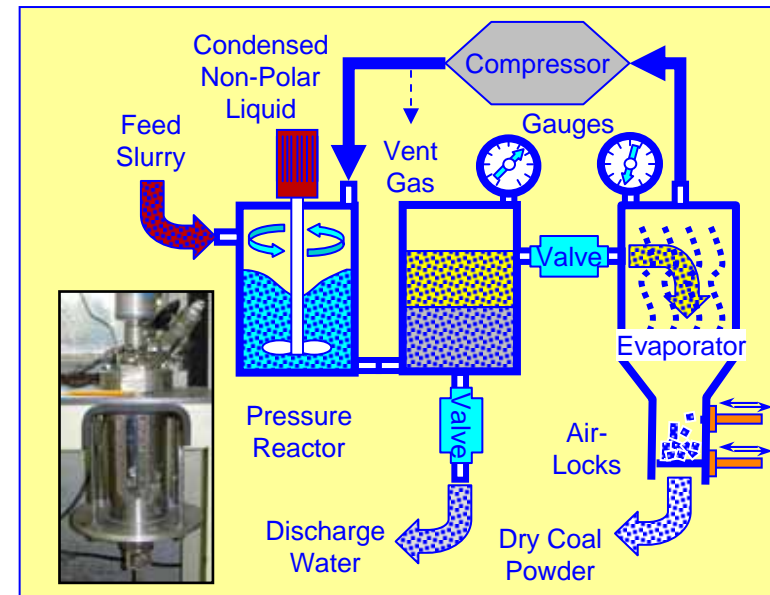 Condensed
Non-Polar
Liquid
Compressor
Feed
Slurry
Vent
Gas
Gauges
Valve
Evaporator
Pressure
Reactor
Valve
Air-
Locks
Discharge
Water
Dry Coal
Powder